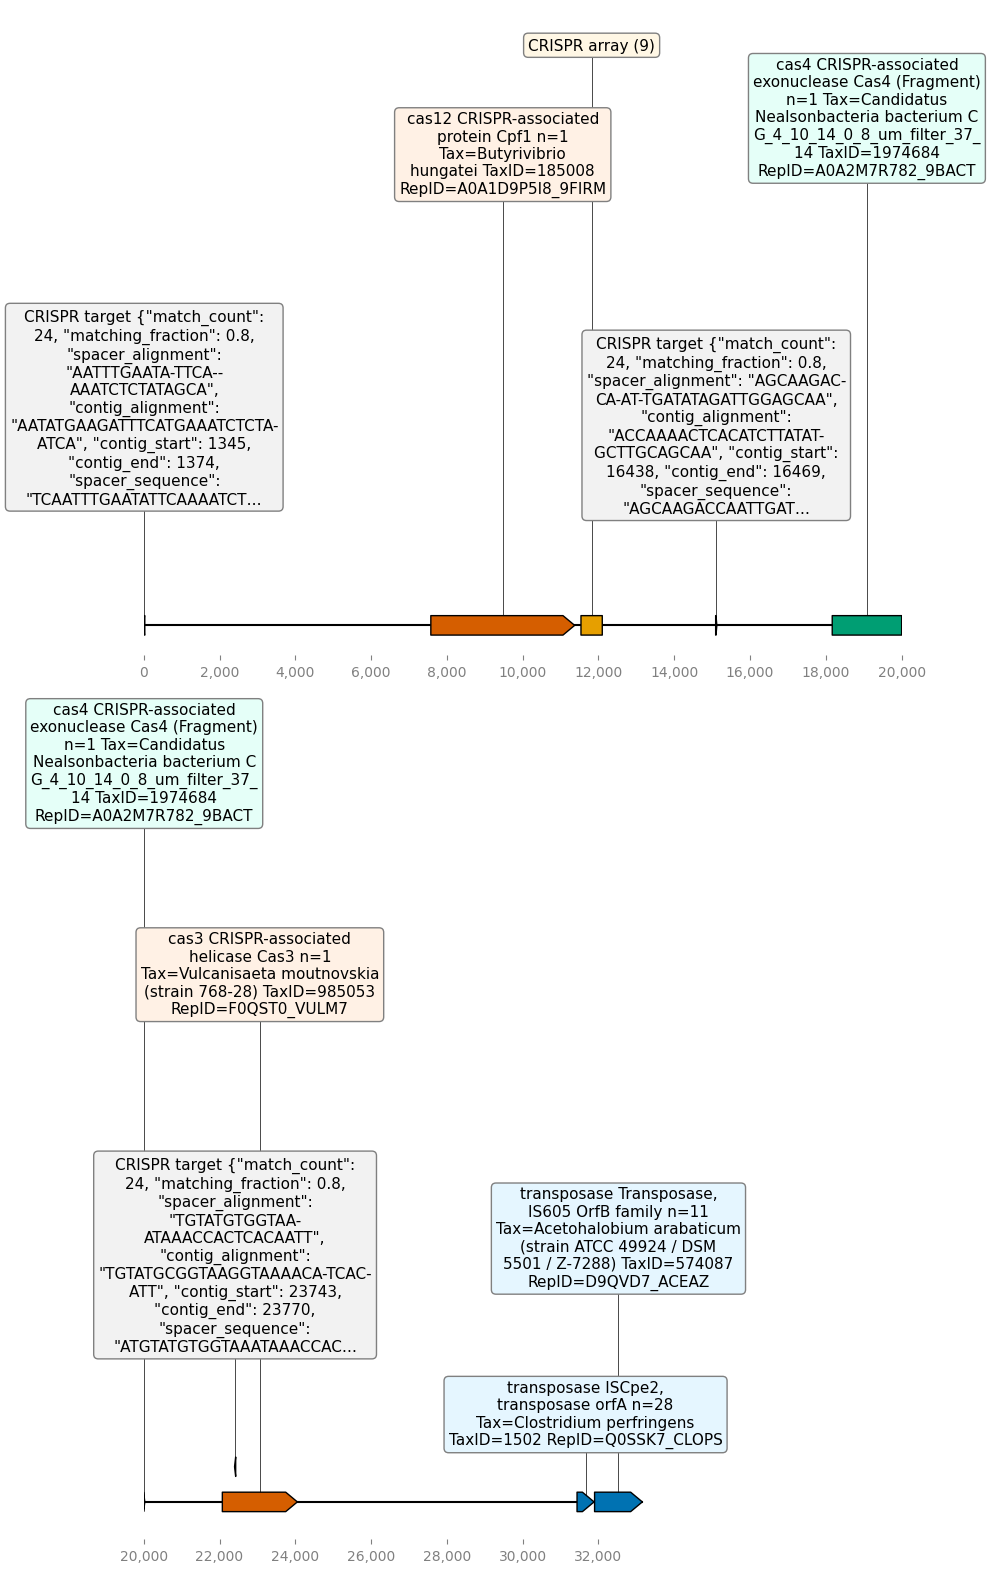 CRISPR array (9)
cas4 CRISPR-associated
exonuclease Cas4 (Fragment)
n=1 Tax=Candidatus
Nealsonbacteria bacterium C
G_4_10_14_0_8_um_filter_37_
14 TaxID=1974684
RepID=A0A2M7R782_9BACT
cas12 CRISPR-associated
protein Cpf1 n=1
Tax=Butyrivibrio
hungatei TaxID=185008
RepID=A0A1D9P5I8_9FIRM
CRISPR target {"match_count":
24, "matching_fraction": 0.8,
"spacer_alignment":
"AATTTGAATA-TTCA--
AAATCTCTATAGCA",
"contig_alignment":
"AATATGAAGATTTCATGAAATCTCTA-
ATCA", "contig_start": 1345,
"contig_end": 1374,
"spacer_sequence":
"TCAATTTGAATATTCAAAATCT...
CRISPR target {"match_count":
24, "matching_fraction": 0.8,
"spacer_alignment": "AGCAAGAC-
CA-AT-TGATATAGATTGGAGCAA",
"contig_alignment":
"ACCAAAACTCACATCTTATAT-
GCTTGCAGCAA", "contig_start":
16438, "contig_end": 16469,
"spacer_sequence":
"AGCAAGACCAATTGAT...
0 2,000 4,000 6,000 8,000 10,000 12,000 14,000 16,000 18,000 20,000
cas4 CRISPR-associated
exonuclease Cas4 (Fragment)
n=1 Tax=Candidatus
Nealsonbacteria bacterium C
G_4_10_14_0_8_um_filter_37_
14 TaxID=1974684
RepID=A0A2M7R782_9BACT
cas3 CRISPR-associated
helicase Cas3 n=1
Tax=Vulcanisaeta moutnovskia
(strain 768-28) TaxID=985053
RepID=F0QST0_VULM7
CRISPR target {"match_count":
24, "matching_fraction": 0.8,
"spacer_alignment":
"TGTATGTGGTAA-
ATAAACCACTCACAATT",
"contig_alignment":
"TGTATGCGGTAAGGTAAAACA-TCAC-
ATT", "contig_start": 23743,
"contig_end": 23770,
"spacer_sequence":
"ATGTATGTGGTAAATAAACCAC...
transposase Transposase,
IS605 OrfB family n=11
Tax=Acetohalobium arabaticum
(strain ATCC 49924 / DSM
5501 / Z-7288) TaxID=574087
RepID=D9QVD7_ACEAZ
transposase ISCpe2,
transposase orfA n=28
Tax=Clostridium perfringens
TaxID=1502 RepID=Q0SSK7_CLOPS
20,000 22,000 24,000 26,000 28,000 30,000 32,000